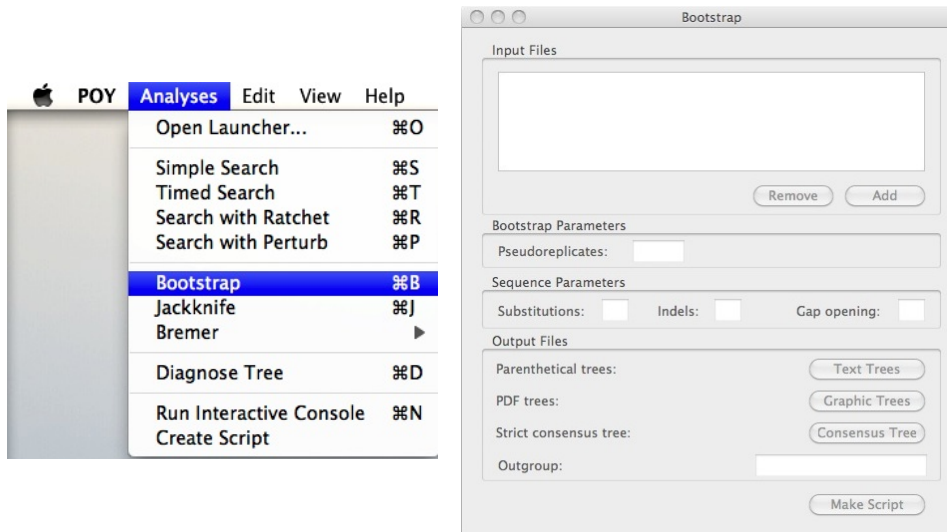 POY Analyses Edit View Help
Open Launcher... ⌘O
Simple Search ⌘S
Timed Search ⌘T
Search with Ratchet ⌘R
Search with Perturb ⌘P
Bootstrap ⌘B
Jackknife ⌘J
Bremer
Diagnose Tree ⌘D
Run Interactive Console ⌘N
Create Script
Bootstrap
Input Files
Remove Add
Bootstrap Parameters
Pseudoreplicates:
Sequence Parameters
Substitutions: Indels: Gap opening:
Output Files
Parenthetical trees: Text Trees
PDF trees: Graphic Trees
Strict consensus tree: Consensus Tree
Outgroup:
Make Script